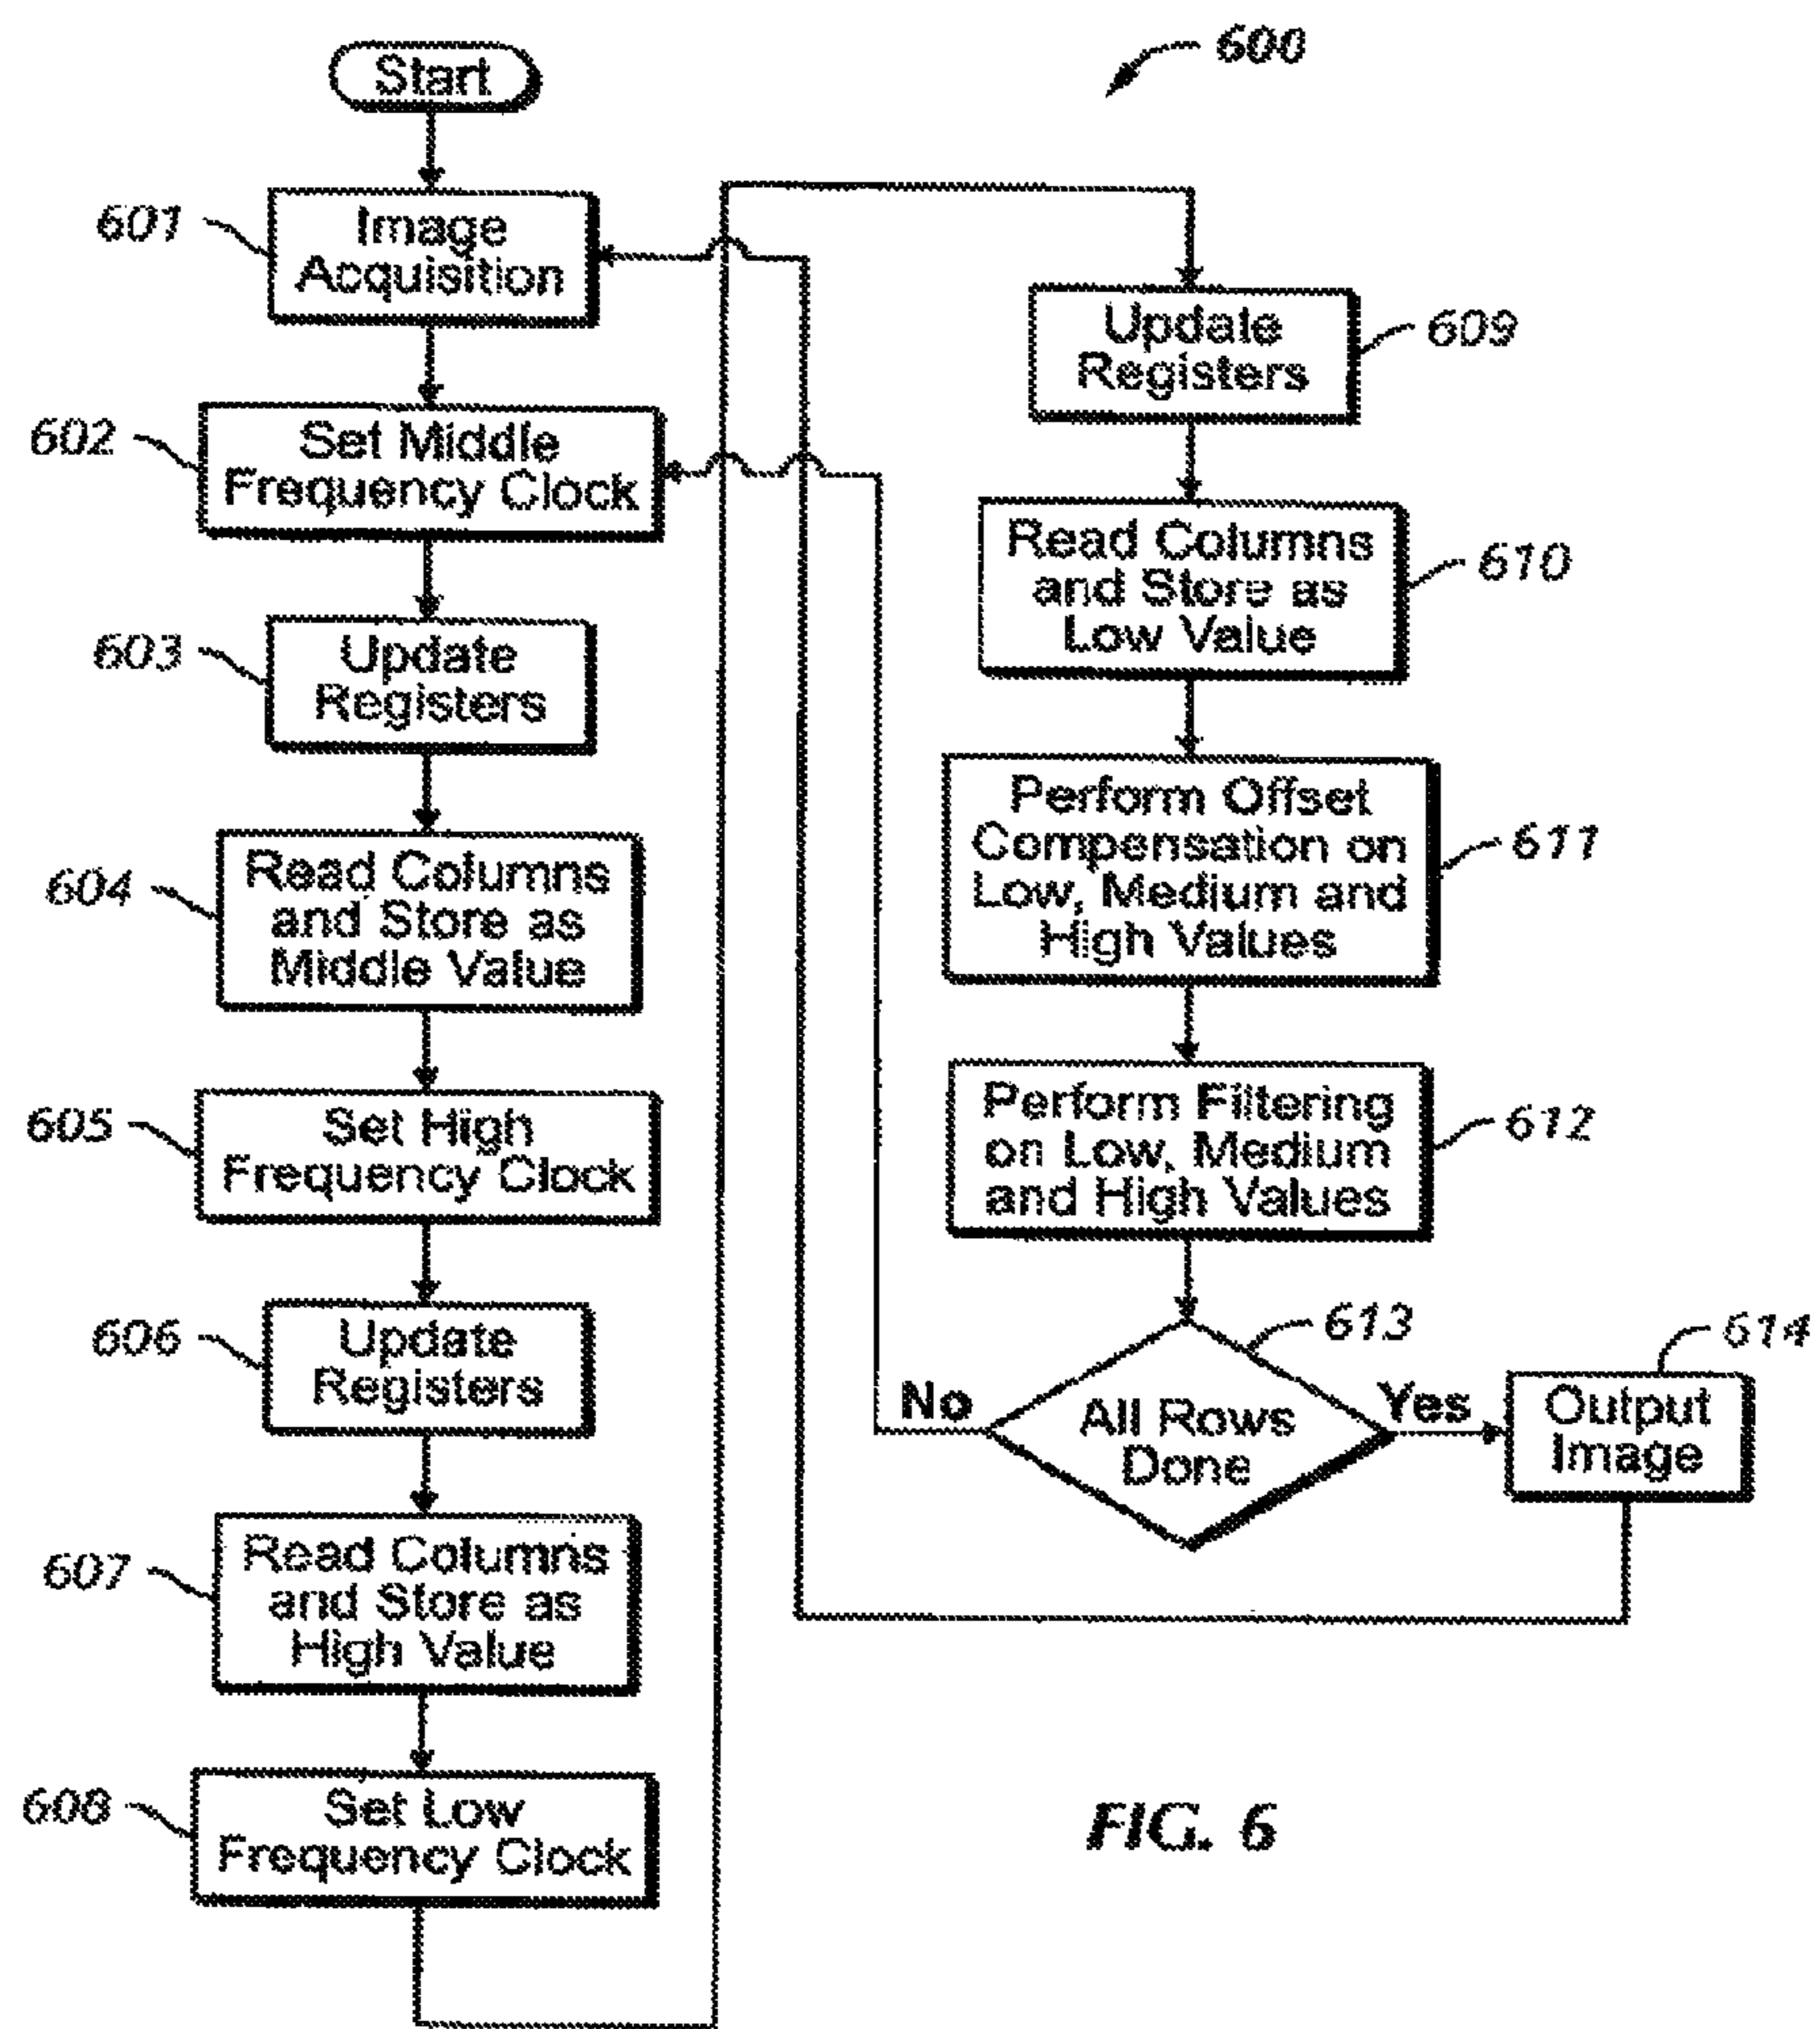 Start
600
601
Image
Acquisition
602
Set Middle
Frequency Clock
603
Update
Registers
604
Read Columns
and Store as
Middle Value
605
Set High
Frequency Clock
606
Update
Registers
607
Read Columns
and Store as
High Value
608
Set Low
Frequency Clock
Update
Registers
609
Read Columns
and Store as
Low Value
610
Perform Offset
Compensation on
Low, Medium and
High Values
611
Perform Filtering
on Low, Medium
and High Values
612
613
All Rows
Done
No
Yes
614
Output
Image
FIG. 6